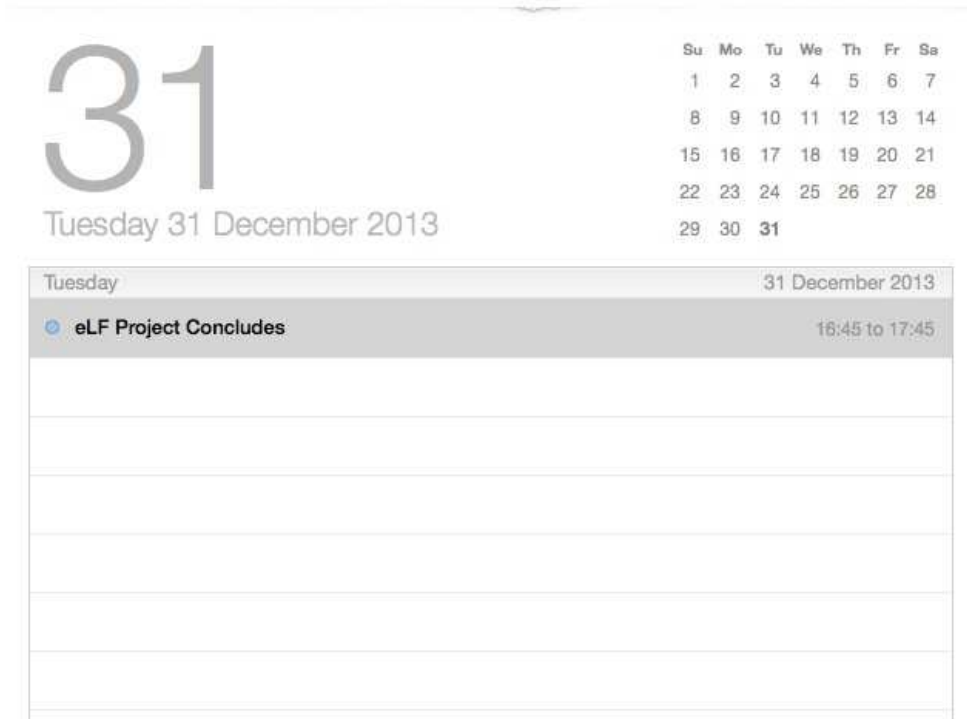 31
Tuesday 31 December 2013
Su Mo Tu We Th Fr Sa
1 2 3 4 5 6 7
8 9 10 11 12 13 14
15 16 17 18 19 20 21
22 23 24 25 26 27 28
29 30 31
Tuesday 31 December 2013
eLF Project Concludes 16:45 to 17:45